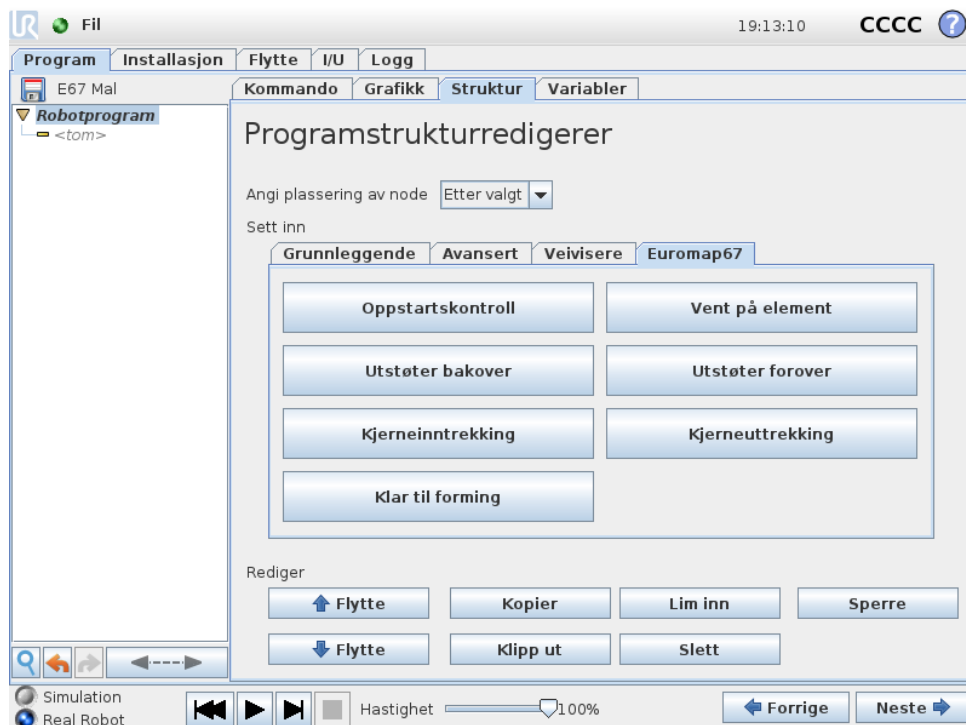 UR Fil 19:13:10 CCCC ?
Program Installasjon Flytte I/U Logg
E67 Mal Kommando Grafikk Struktur Variabler
Robotprogram
<tom>
Programstrukturredigerer
Angi plassering av node Etter valgt
Sett inn
Grunnleggende Avansert Veivisere Euromap67
Oppstartskontroll Vent på element
Utstøter bakover Utstøter forover
Kjerneinntrekking Kjerneuttrekking
Klar til forming
Rediger
Flytte Kopier Lim inn Sperre
Flytte Klipp ut Slett
Simulation
Real Robot
Hastighet 100% Forrige Neste